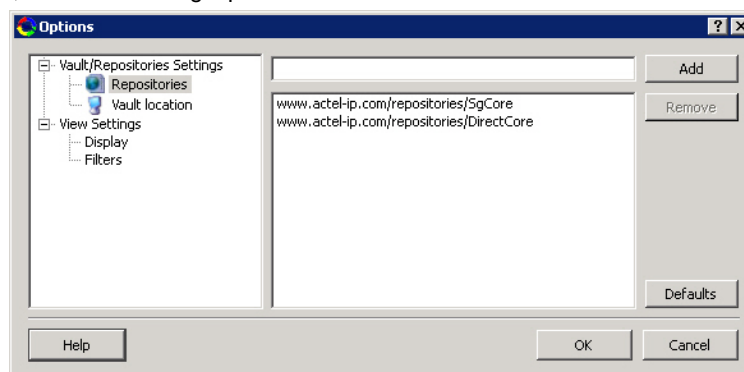 Options
Vault/Repositories Settings
Repositories
Vault location
View Settings
Display
Filters
www.actel-ip.com/repositories/SgCore
www.actel-ip.com/repositories/DirectCore
Add
Remove
Defaults
Help
OK
Cancel